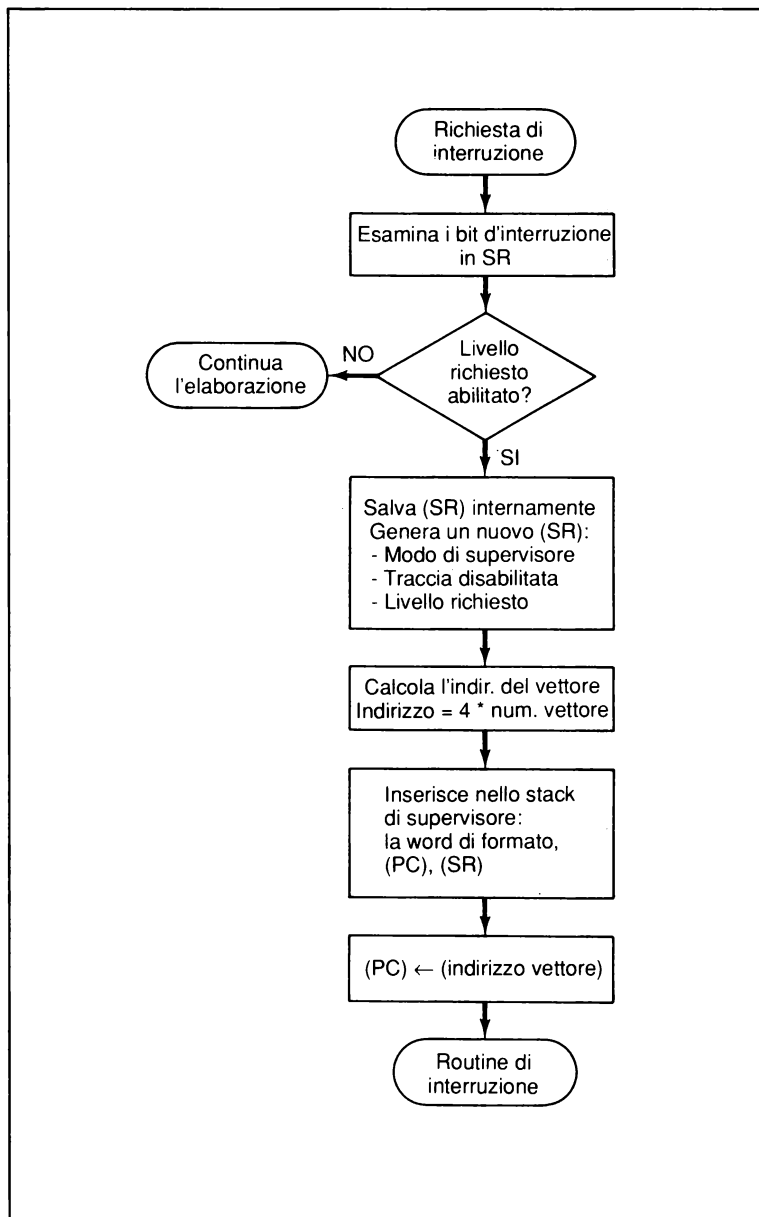 Richiesta di
interruzione
Esamina i bit d'interruzione
in SR
Livello
richiesto
abilitato?
NO
Continua
l'elaborazione
SI
Salva (SR) internamente
Genera un nuovo (SR):
- Modo di supervisore
- Traccia disabilitata
- Livello richiesto
Calcola l'indir. del vettore
Indirizzo = 4 * num. vettore
Inserisce nello stack
di supervisore:
la word di formato,
(PC), (SR)
(PC) ← (indirizzo vettore)
Routine di
interruzione